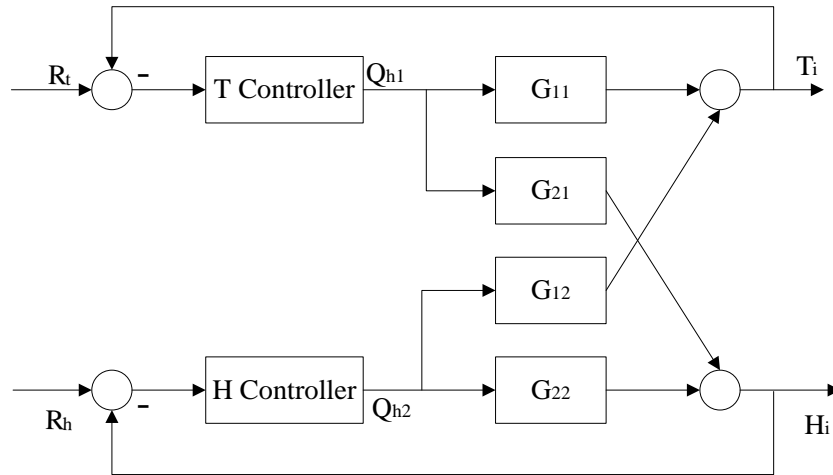 Rt
-
T Controller
Qh1
G11
Ti
G21
G12
Rh
-
H Controller
Qh2
G22
Hi